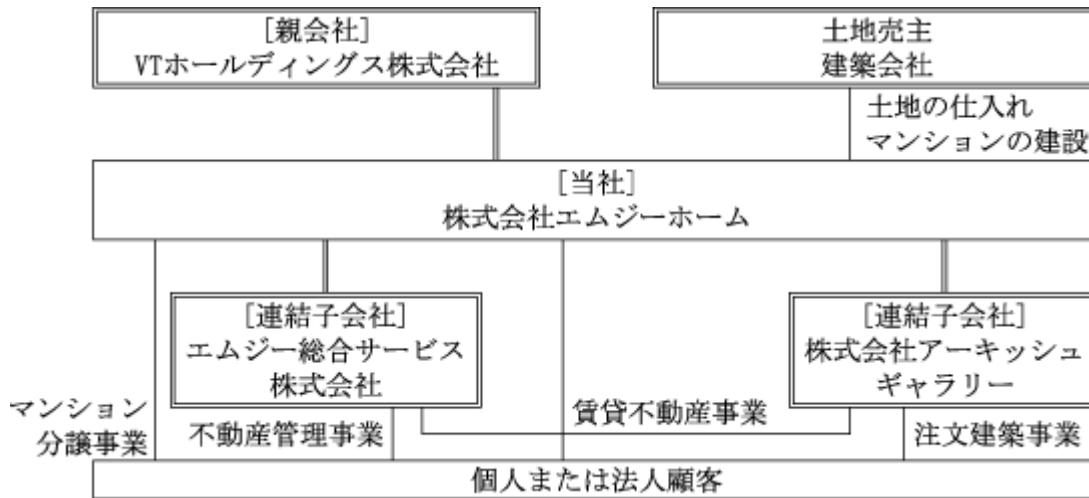 [親会社]
VTホールディングス株式会社
土地売主
建築会社
土地の仕入れ
マンションの建設
[当社]
株式会社エムジーホーム
[連結子会社]
エムジー総合サービス
株式会社
[連結子会社]
株式会社アーキッシュ
ギャラリー
マンション
分譲事業
不動産管理事業
賃貸不動産事業
注文建築事業
個人または法人顧客